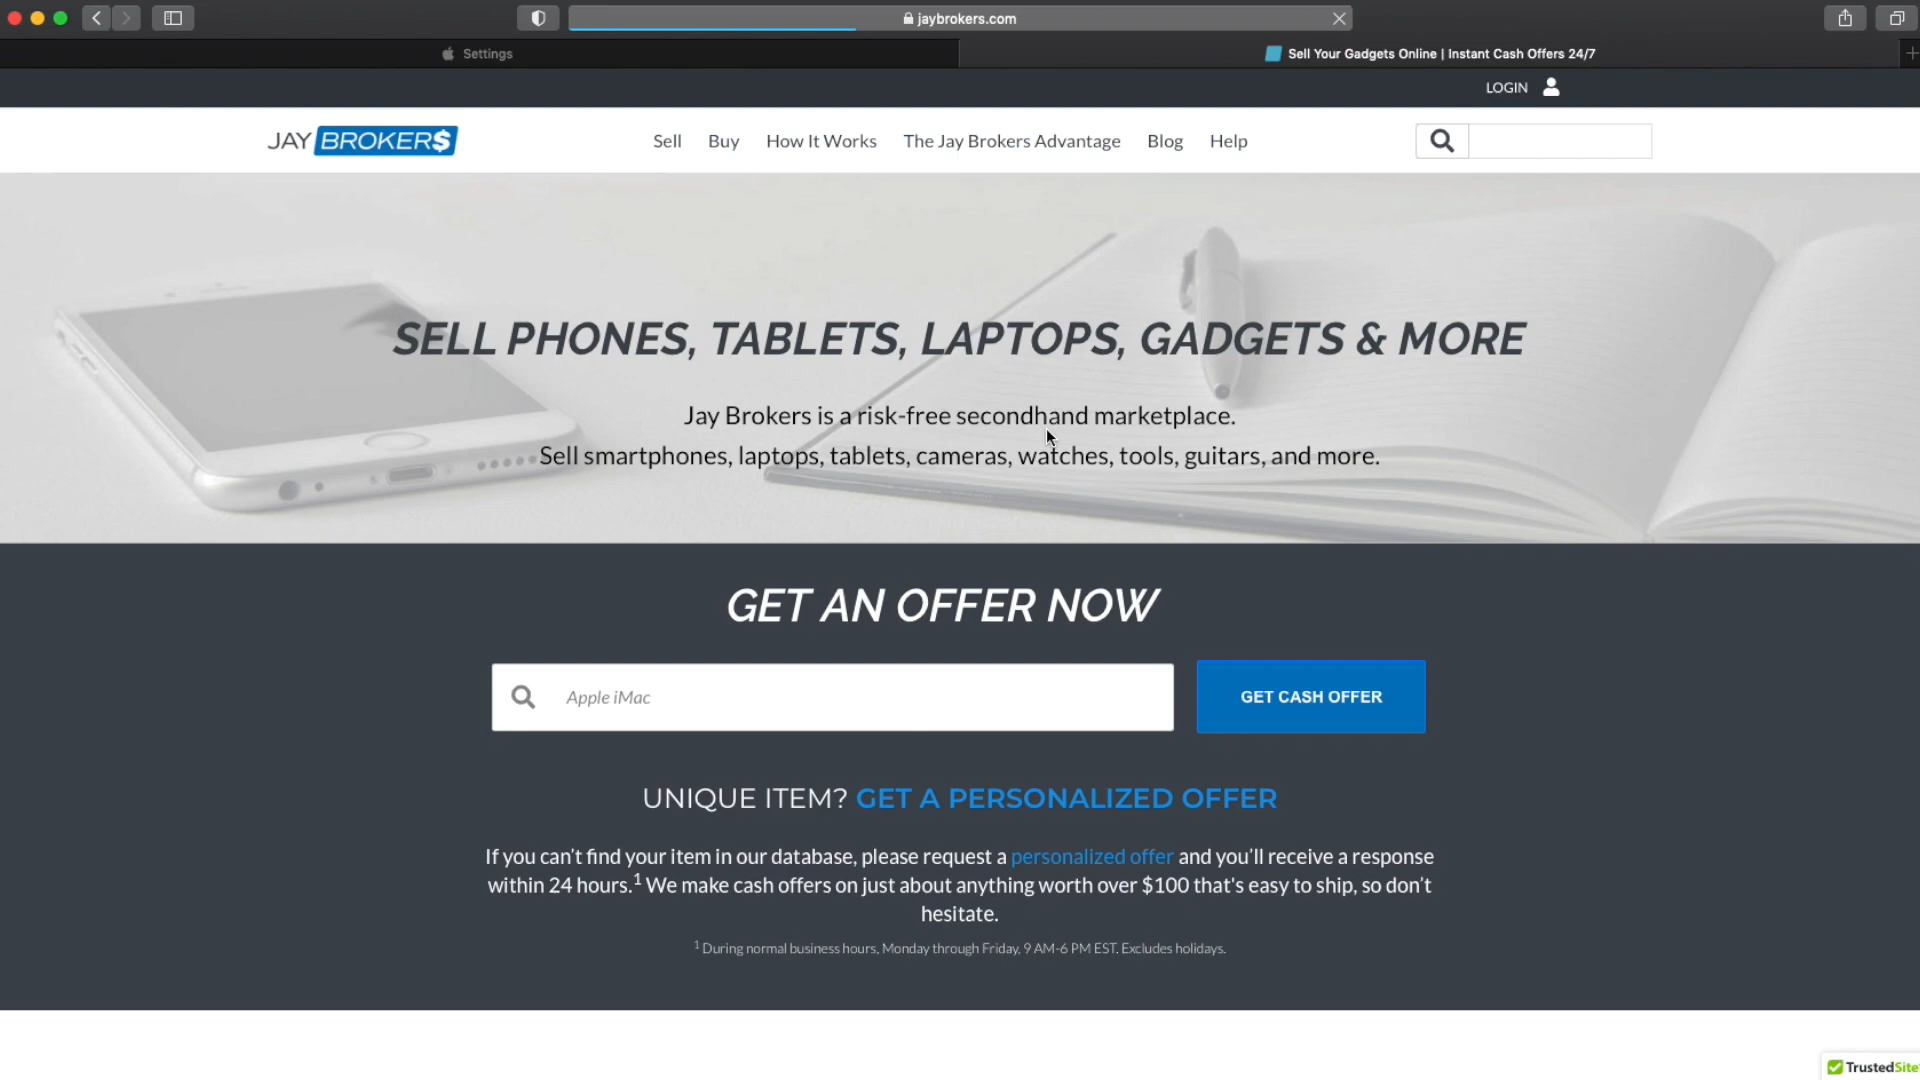 jaybrokers.com
Settings
Sell Your Gadgets Online | Instant Cash Offers 24/7
LOGIN
JAY BROKER$
Sell Buy How It Works The Jay Brokers Advantage Blog Help
SELL PHONES, TABLETS, LAPTOPS, GADGETS & MORE
Jay Brokers is a risk-free secondhand marketplace.
Sell smartphones, laptops, tablets, cameras, watches, tools, guitars, and more.
GET AN OFFER NOW
Apple iMac
GET CASH OFFER
UNIQUE ITEM? GET A PERSONALIZED OFFER
If you can't find your item in our database, please request a personalized offer and you'll receive a response
within 24 hours.1 We make cash offers on just about anything worth over $100 that's easy to ship, so don't
hesitate.
1 During normal business hours, Monday through Friday, 9 AM-6 PM EST. Excludes holidays.
TrustedSite